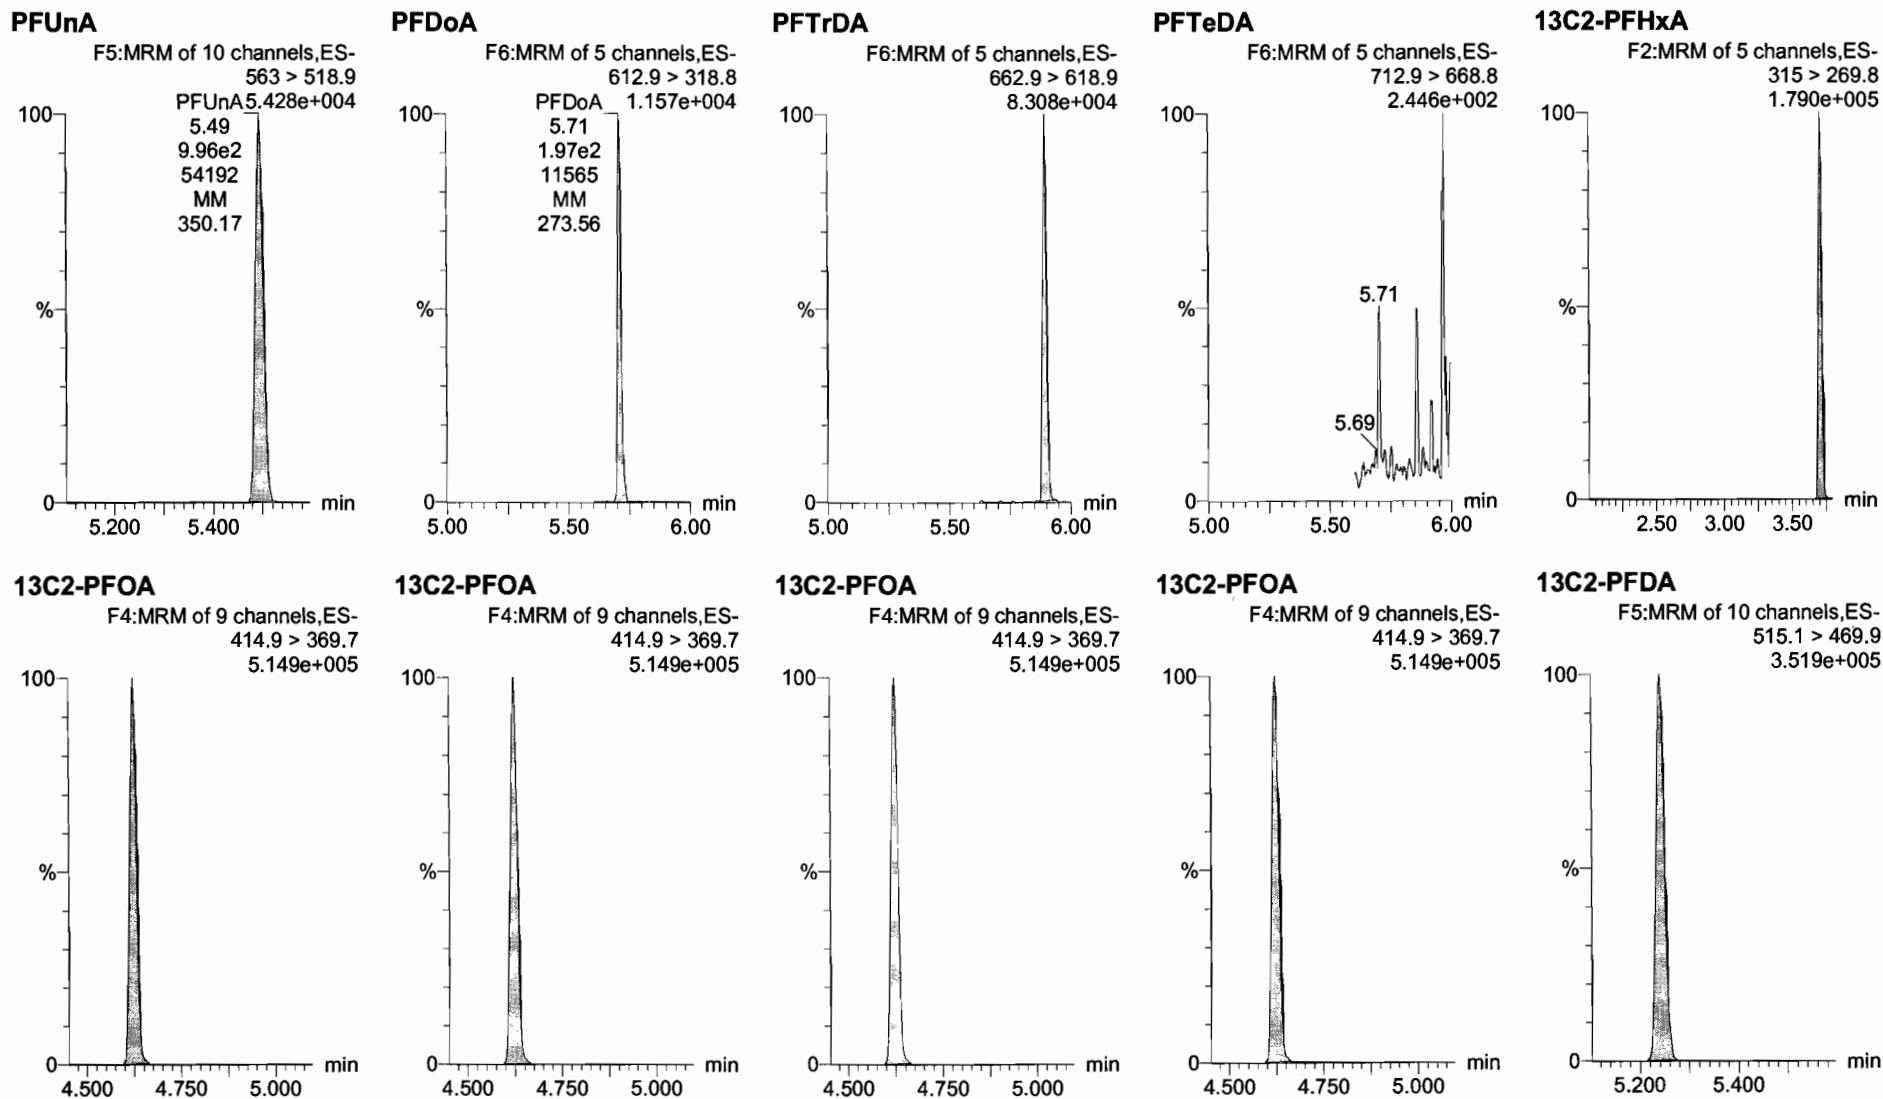 PFUnA
F5:MRM of 10 channels,ES-
563 > 518.9
PFUnA 5.428e+004
100
5.49
9.96e2
54192
MM
350.17
%
0
min
5.200 5.400
PFDoA
F6:MRM of 5 channels,ES-
612.9 > 318.8
PFDoA 1.157e+004
100
5.71
1.97e2
11565
MM
273.56
%
0
min
5.00 5.50 6.00
PFTrDA
F6:MRM of 5 channels,ES-
662.9 > 618.9
8.308e+004
100
%
0
min
5.00 5.50 6.00
PFTeDA
F6:MRM of 5 channels,ES-
712.9 > 668.8
2.446e+002
100
5.71
%
5.69
0
min
5.00 5.50 6.00
13C2-PFHxA
F2:MRM of 5 channels,ES-
315 > 269.8
1.790e+005
100
%
0
min
2.50 3.00 3.50
13C2-PFOA
F4:MRM of 9 channels,ES-
414.9 > 369.7
5.149e+005
100
%
0
min
4.500 4.750 5.000
13C2-PFOA
F4:MRM of 9 channels,ES-
414.9 > 369.7
5.149e+005
100
%
0
min
4.500 4.750 5.000
13C2-PFOA
F4:MRM of 9 channels,ES-
414.9 > 369.7
5.149e+005
100
%
0
min
4.500 4.750 5.000
13C2-PFOA
F4:MRM of 9 channels,ES-
414.9 > 369.7
5.149e+005
100
%
0
min
4.500 4.750 5.000
13C2-PFDA
F5:MRM of 10 channels,ES-
515.1 > 469.9
3.519e+005
100
%
0
min
5.200 5.400